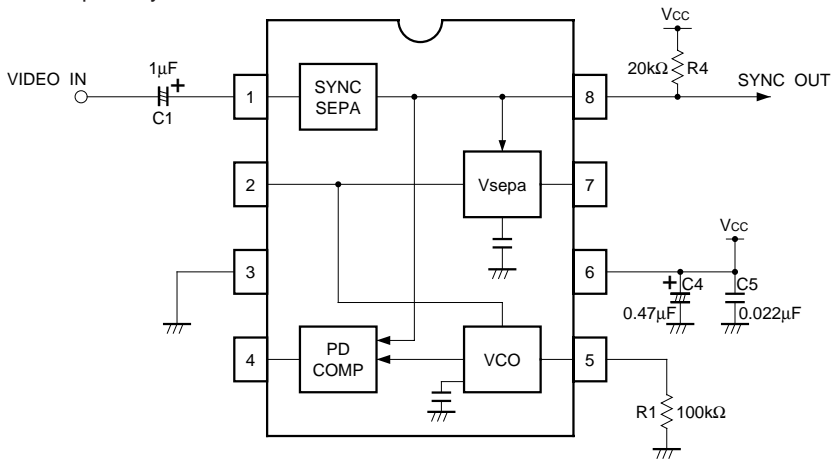 VCC
VIDEO IN
1μF
+
C1
1
SYNC
SEPA
8
20kΩ
R4
SYNC OUT
2
Vsepa
7
3
6
VCC
+
C4
0.47μF
C5
0.022μF
4
PD
COMP
VCO
5
R1
100kΩ